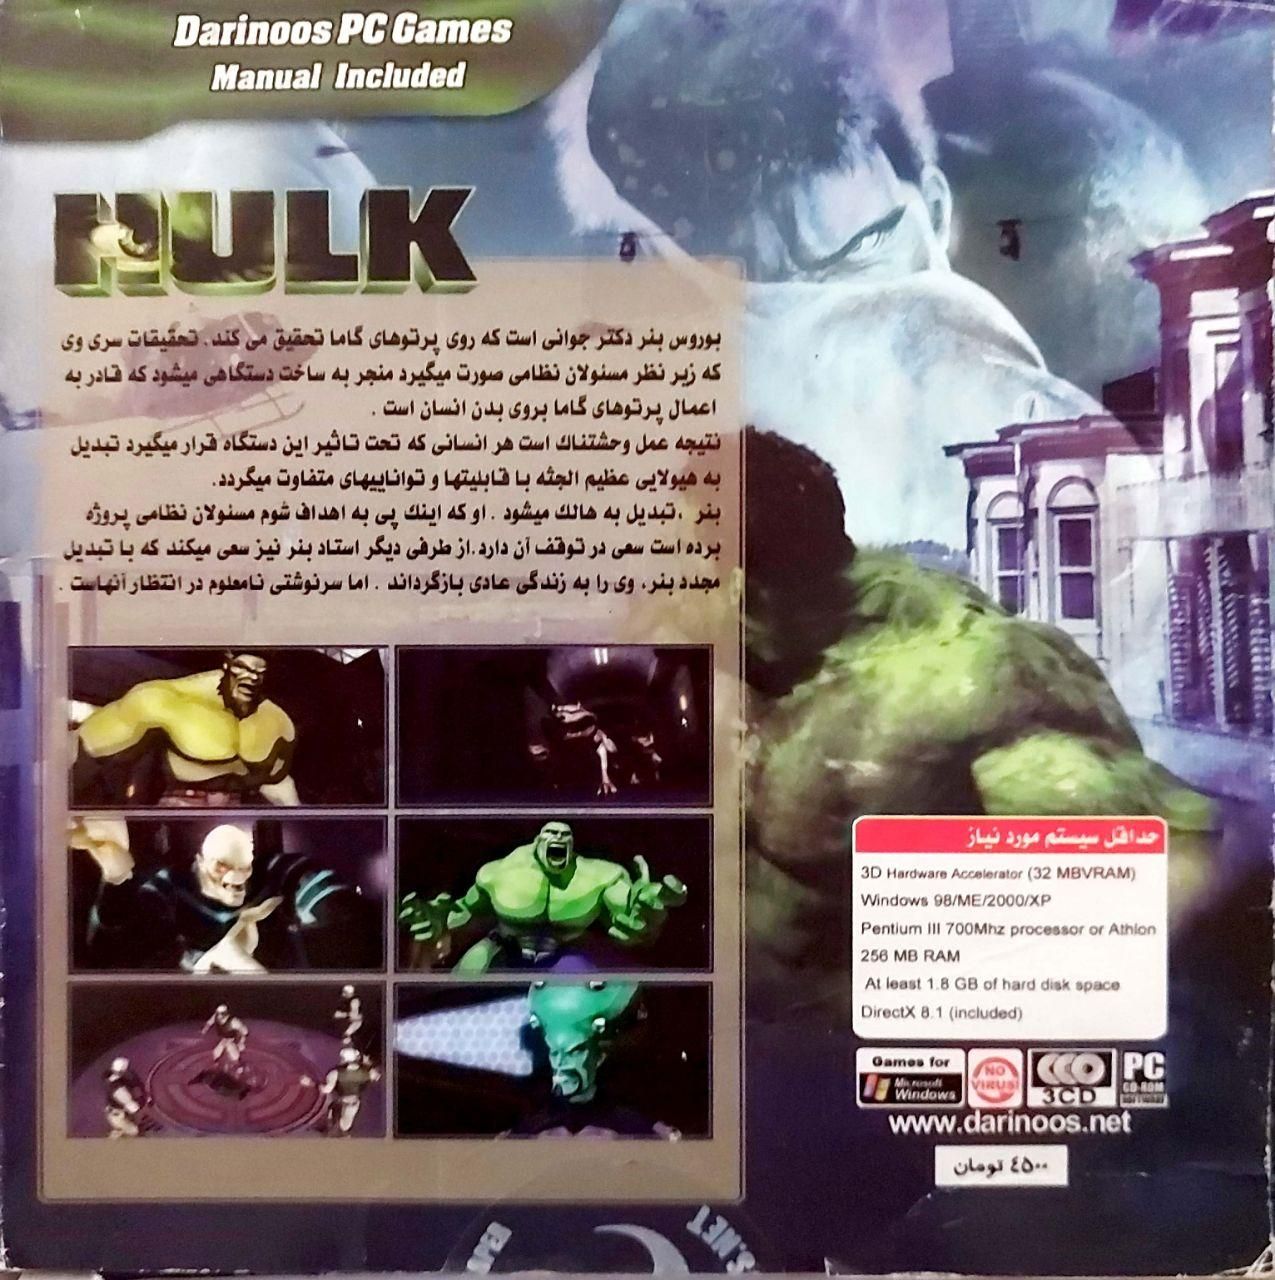 Darinoos PC Games
Manual Included
HULK
بوروس بنر دکتر جوانی است که روی پرتوهای گاما تحقیق می کند. تحقیقات سری وی
که زیر نظر مسئولان نظامی صورت میگیرد منجر به ساخت دستگاهی میشود که قادر به
اعمال پرتوهای گاما بروی بدن انسان است .
نتیجه عمل وحشتناک است هر انسانی که تحت تاثیر این دستگاه قرار میگیرد تبدیل
به هیولایی عظیم الجثه با قابلیتها و تواناییهای متفاوت میگردد.
بنر ، تبدیل به هالك میشود . او که اینك پی به اهداف شوم مسئولان نظامی پروژه
برده است سعی در توقف آن دارد.از طرفی دیگر استاد بنر نیز سعی میکند که با تبدیل
مجدد بنر، وی را به زندگی عادی بازگرداند . اما سرنوشتی نامعلوم در انتظار آنهاست .
حداقل سیستم مورد نیاز
3D Hardware Accelerator (32 MBVRAM)
Windows 98/ME/2000/XP
Pentium III 700Mhz processor or Athlon
256 MB RAM
At least 1.8 GB of hard disk space
DirectX 8.1 (included)
Games for
Microsoft
Windows
NO
VIRUS!
3CD
PC
CD-ROM
SOFTWARE
www.darinoos.net
٤٥٠٠ تومان
S.NET